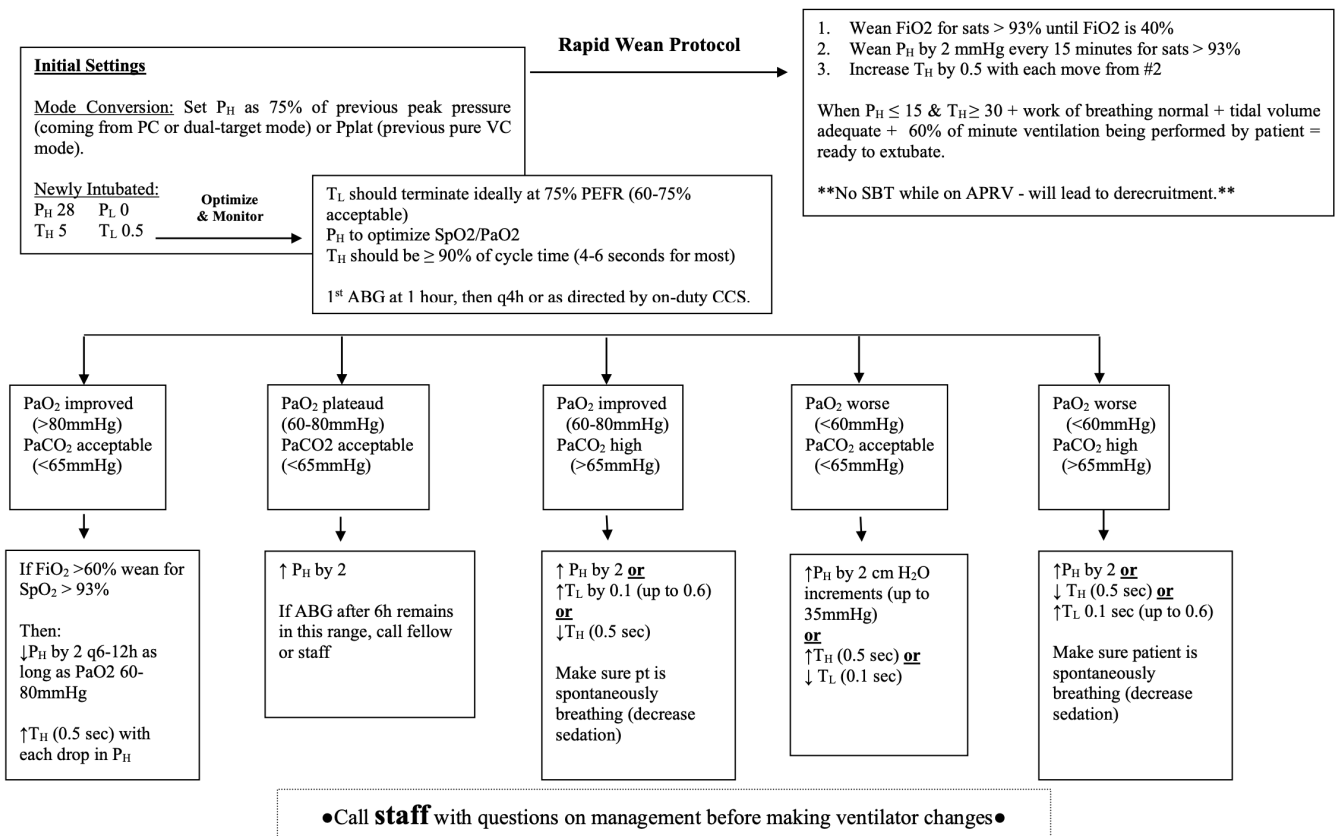 Initial Settings
Mode Conversion: Set PH as 75% of previous peak pressure
(coming from PC or dual-target mode) or Pplat (previous pure VC
mode).
Newly Intubated:
PH 28 PL 0
TH 5 TL 0.5
Optimize
& Monitor
Rapid Wean Protocol
1. Wean FiO2 for sats > 93% until FiO2 is 40%
2. Wean PH by 2 mmHg every 15 minutes for sats > 93%
3. Increase TH by 0.5 with each move from #2
When PH ≤ 15 & TH ≥ 30 + work of breathing normal + tidal volume
adequate + 60% of minute ventilation being performed by patient =
ready to extubate.
**No SBT while on APRV - will lead to derecruitment.**
TL should terminate ideally at 75% PEFR (60-75%
acceptable)
PH to optimize SpO2/PaO2
TH should be ≥ 90% of cycle time (4-6 seconds for most)
1st ABG at 1 hour, then q4h or as directed by on-duty CCS.
PaO2 improved
(>80mmHg)
PaCO2 acceptable
(<65mmHg)
If FiO2 >60% wean for
SpO2 > 93%
Then:
↓PH by 2 q6-12h as
long as PaO2 60-
80mmHg
↑TH (0.5 sec) with
each drop in PH
PaO2 plateaud
(60-80mmHg)
PaCO2 acceptable
(<65mmHg)
↑ PH by 2
If ABG after 6h remains
in this range, call fellow
or staff
PaO2 improved
(60-80mmHg)
PaCO2 high
(>65mmHg)
↑ PH by 2 or
↑TL by 0.1 (up to 0.6)
or
↓TH (0.5 sec)
Make sure pt is
spontaneously
breathing (decrease
sedation)
PaO2 worse
(<60mmHg)
PaCO2 acceptable
(<65mmHg)
↑PH by 2 cm H2O
increments (up to
35mmHg)
or
↑TH (0.5 sec) or
↓ TL (0.1 sec)
PaO2 worse
(<60mmHg)
PaCO2 high
(>65mmHg)
↑PH by 2 or
↓ TH (0.5 sec) or
↑TL 0.1 sec (up to 0.6)
Make sure patient is
spontaneously
breathing (decrease
sedation)
●Call staff with questions on management before making ventilator changes●